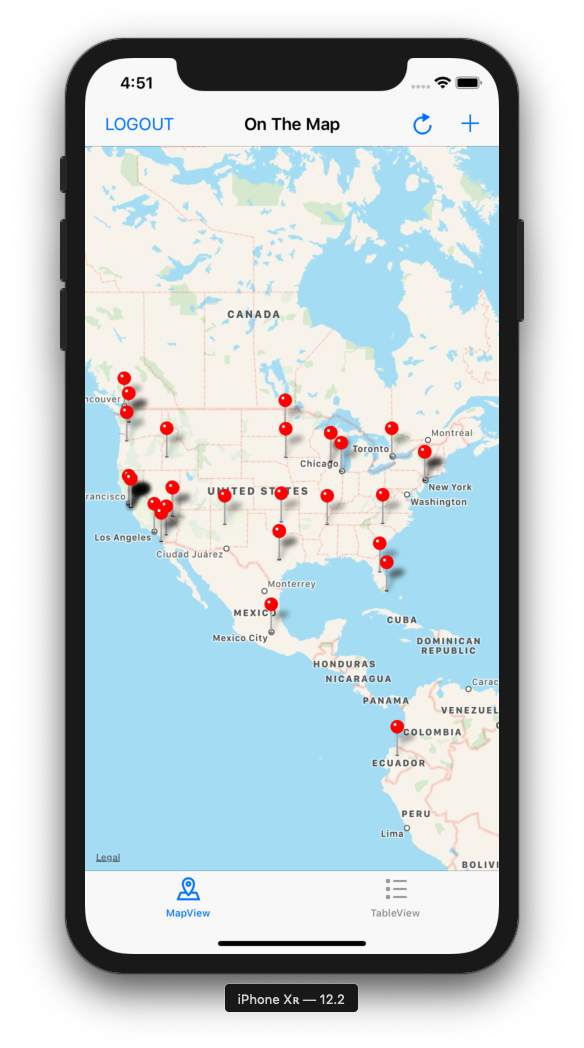 4:51
LOGOUT
On The Map
CANADA
ncouver
Montréal
Toronto
Chicago
New York
UNITED STATES
rancisco
Washington
Los Angeles
Ciudad Juárez
Monterrey
MEXICO
CUBA
Mexico City
DOMINICAN
REPUBLIC
HONDURAS
NICARAGUA
Carac
PANAMA
VENEZUEL
COLOMBIA
ECUADOR
PERU
Lima
Legal
BOLIVI
MapView
TableView
iPhone Xʀ — 12.2